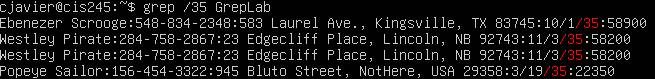 cjavier@cis245:~$ grep /35 GrepLab
Ebenezer Scrooge:548-834-2348:583 Laurel Ave., Kingsville, TX 83745:10/1/35:58900
Westley Pirate:284-758-2867:23 Edgecliff Place, Lincoln, NB 92743:11/3/35:58200
Westley Pirate:284-758-2867:23 Edgecliff Place, Lincoln, NB 92743:11/3/35:58200
Popeye Sailor:156-454-3322:945 Bluto Street, NotHere, USA 29358:3/19/35:22350